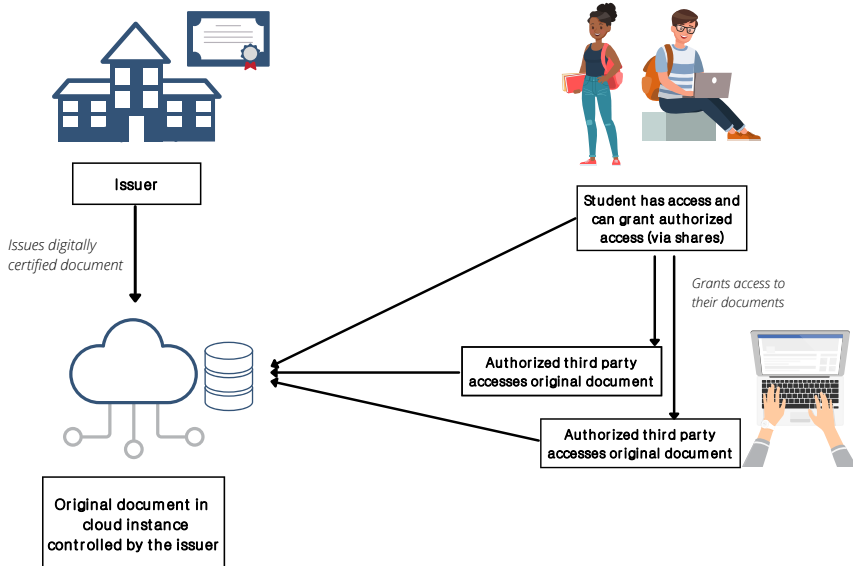 Issuer
Issues digitally
certified document
Student has access and
can grant authorized
access (via shares)
Grants access to
their documents
Authorized third party
accesses original document
Authorized third party
accesses original document
Original document in
cloud instance
controlled by the issuer